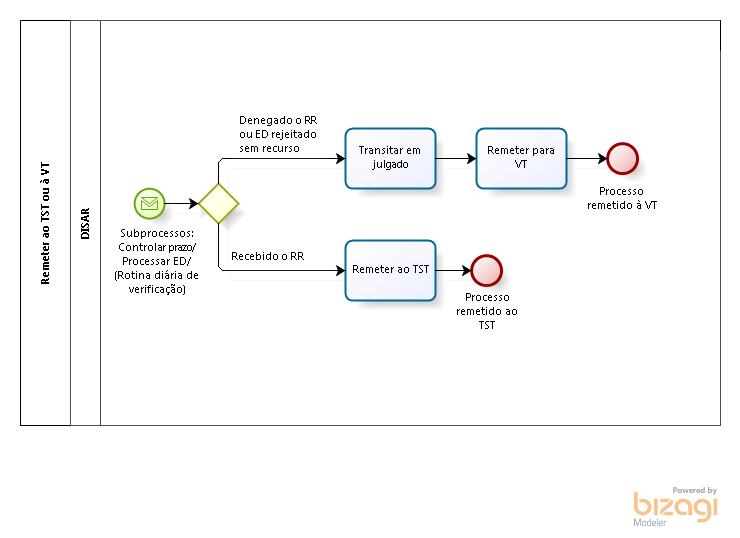 Remeter ao TST ou à VT
DISAR
Denegado o RR
ou ED rejeitado
sem recurso
Transitar em
julgado
Remeter para
VT
Processo
remetido à VT
Subprocessos:
Controlar prazo/
Processar ED/
(Rotina diária de
verificação)
Recebido o RR
Remeter ao TST
Processo
remetido ao
TST
Powered by
bizagi
Modeler